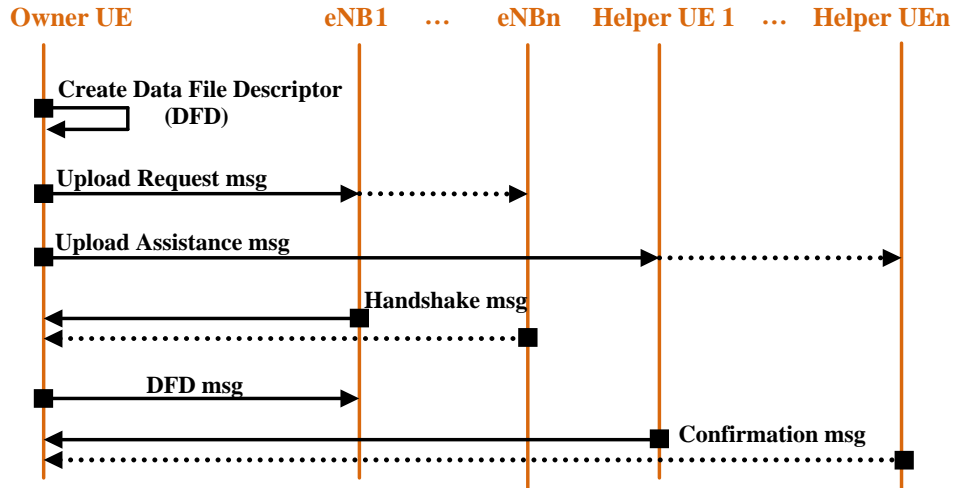 Owner UE eNB1 … eNBn Helper UE 1 … Helper UEn
Create Data File Descriptor
(DFD)
Upload Request msg
Upload Assistance msg
Handshake msg
DFD msg
Confirmation msg